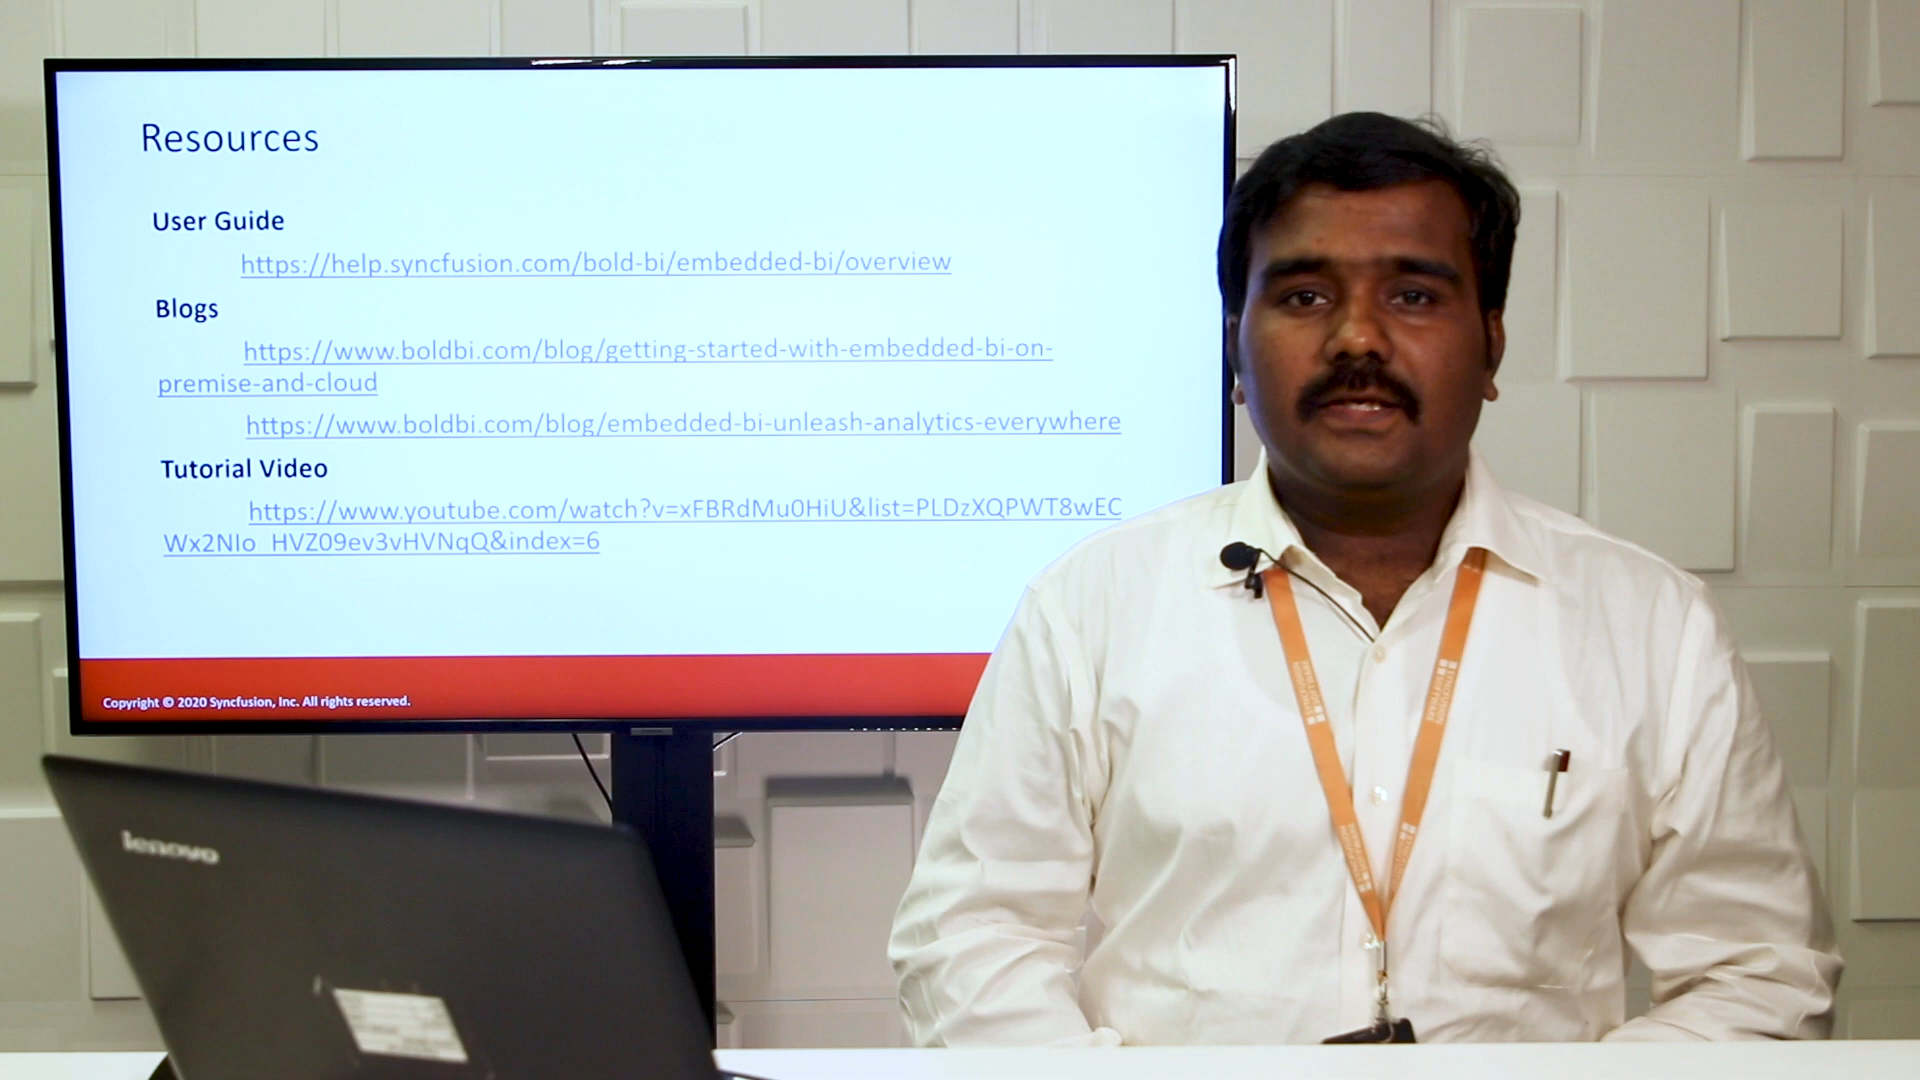 Resources
User Guide
https://help.syncfusion.com/bold-bi/embedded-bi/overview
Blogs
https://www.boldbi.com/blog/getting-started-with-embedded-bi-on-
premise-and-cloud
https://www.boldbi.com/blog/embedded-bi-unleash-analytics-everywhere
Tutorial Video
https://www.youtube.com/watch?v=xFBRdMu0HiU&list=PLDzXQPWT8wEC
Wx2NIo_HVZ09ev3vHVNqQ&index=6
Copyright © 2020 Syncfusion, Inc. All rights reserved.
lenovo
SYNCFUSION
SOFTWARE